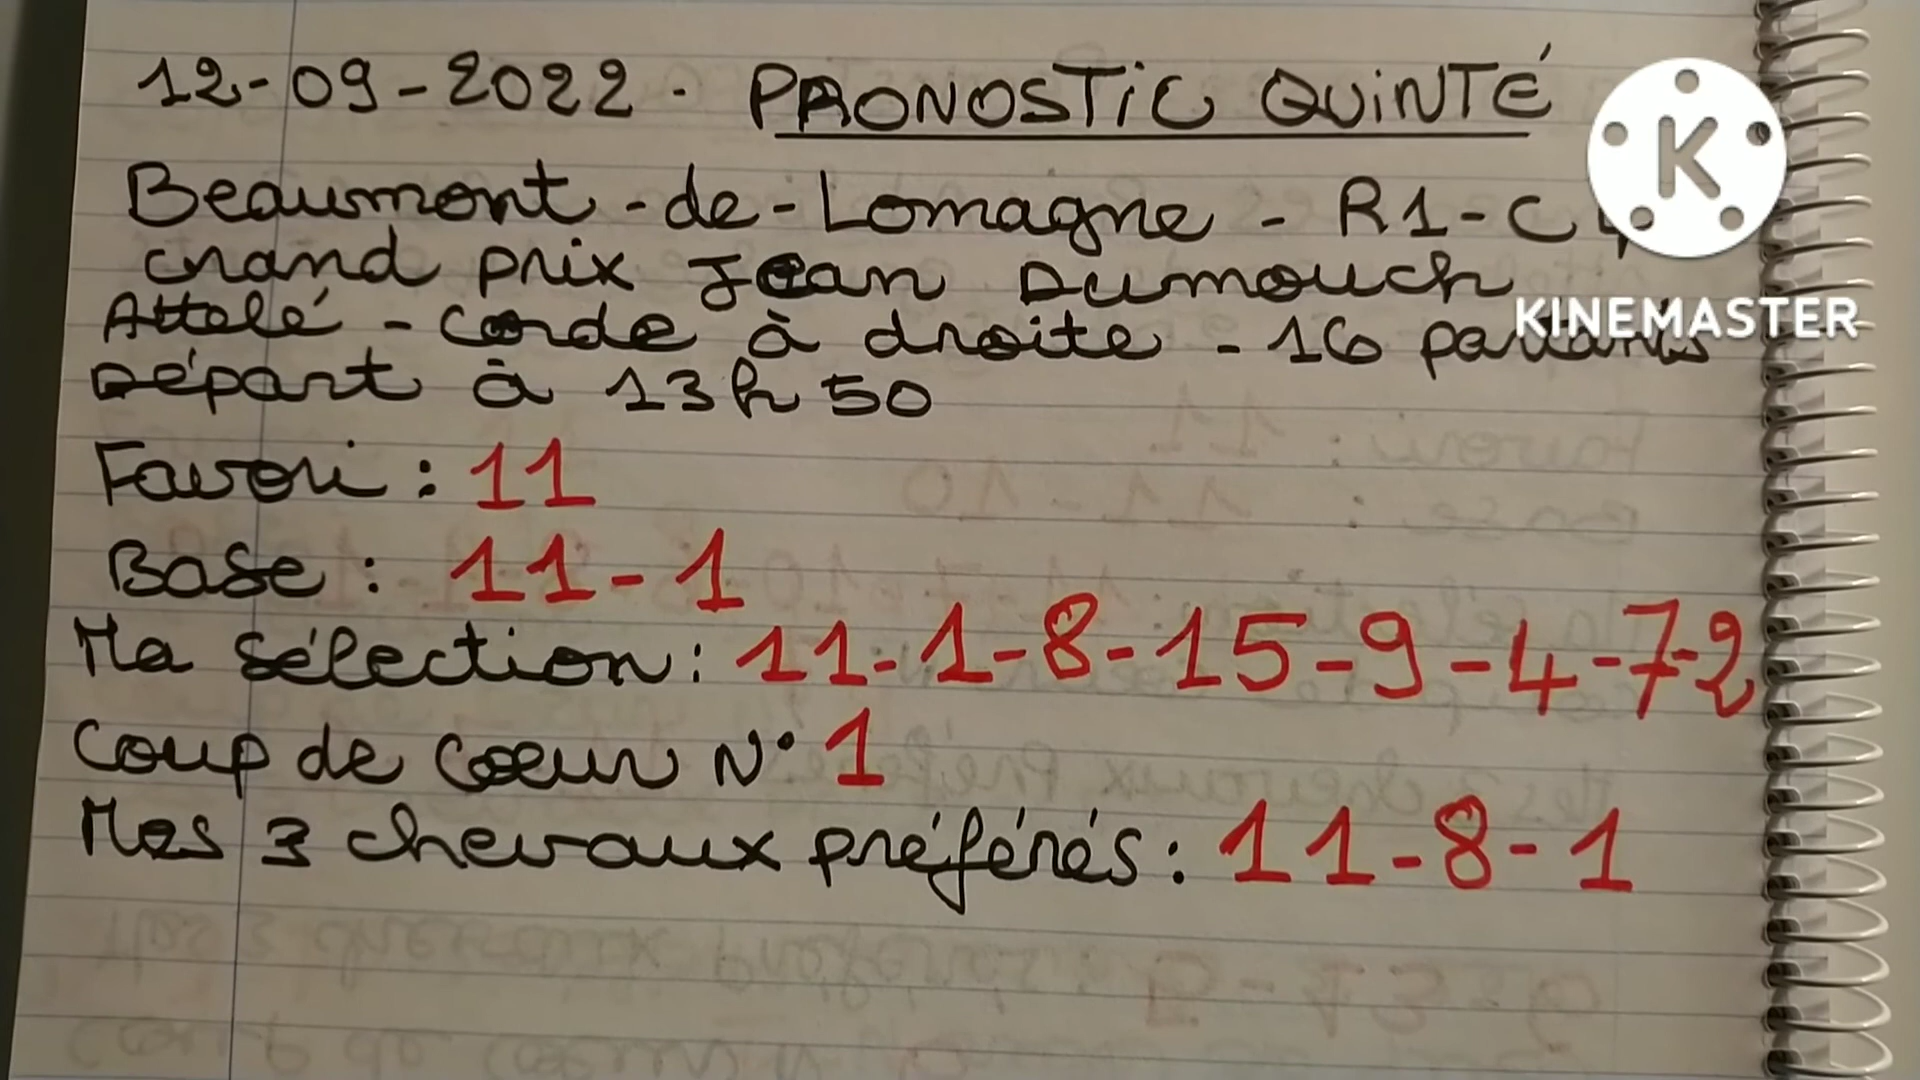 12-09-2022. PRONOSTIC QUINTÉ
Beaumont-de-Lomagne - R1-C4
Grand prix Jean Dumouch
Attelé - corde à droite - 16 partants
Départ à 13h50
Favori : 11
Base : 11-1
Ma sélection : 11-1-8-15-9-4-7-2
Coup de cœur N° 1
Mes 3 chevaux préférés : 11-8-1
K
KINEMASTER